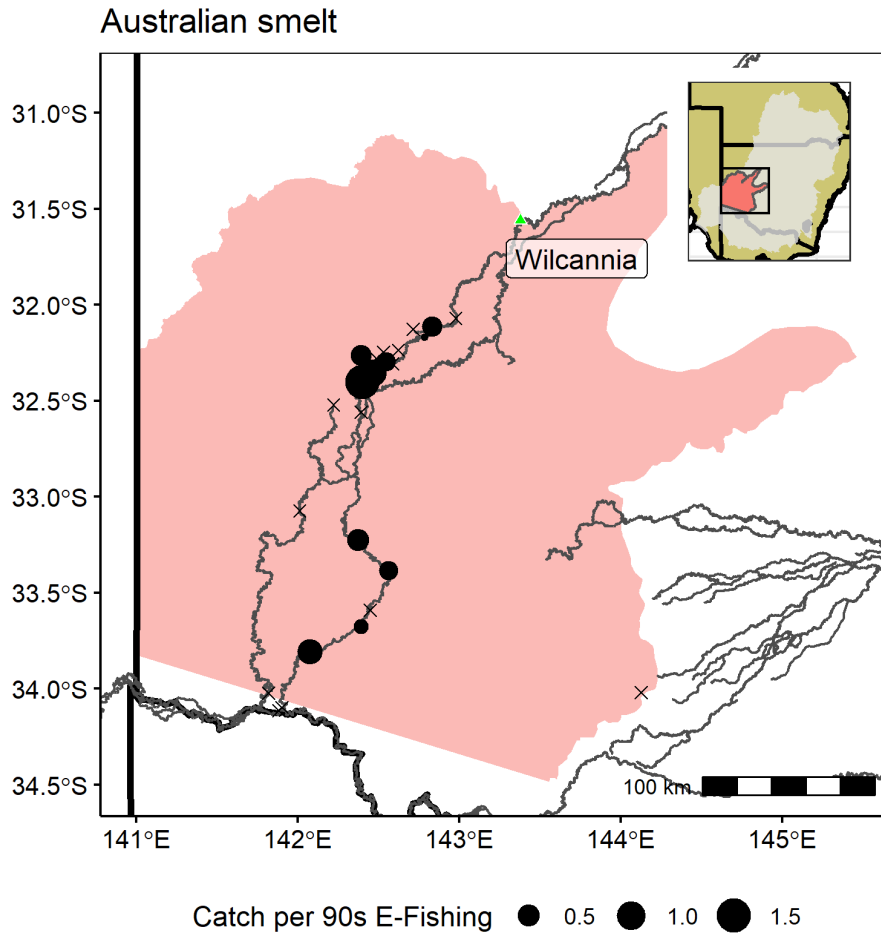 Australian smelt
31.0°S
31.5°S
32.0°S
32.5°S
33.0°S
33.5°S
34.0°S
34.5°S
Wilcannia
100 km
141°E 142°E 143°E 144°E 145°E
Catch per 90s E-Fishing 0.5 1.0 1.5